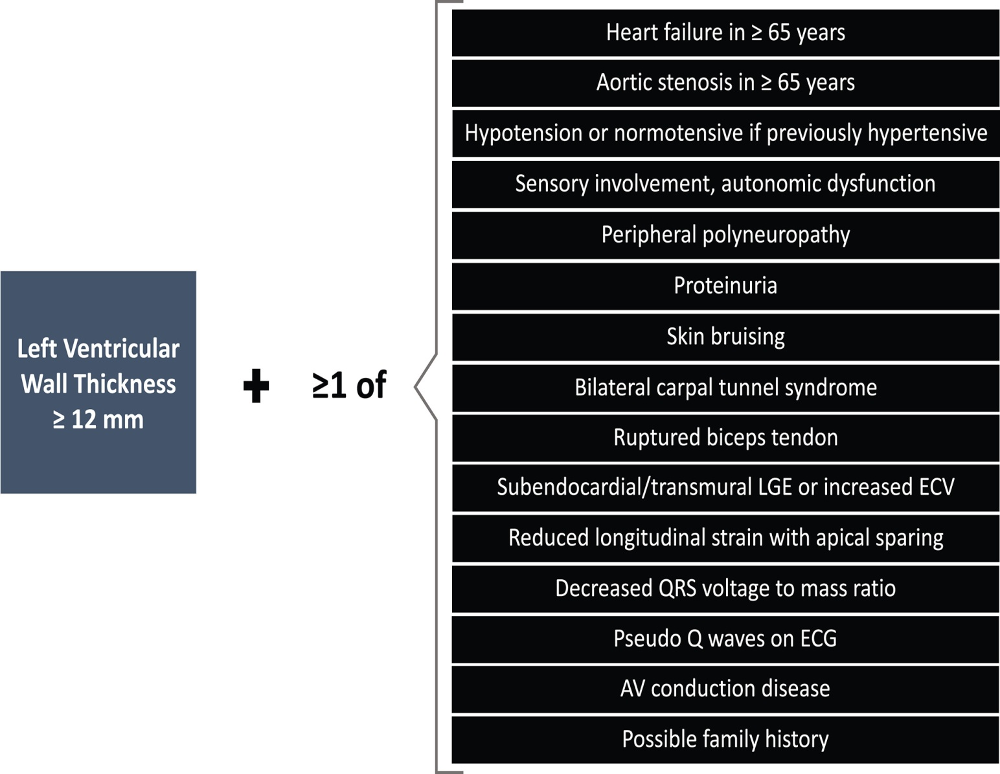 Left Ventricular
Wall Thickness
≥ 12 mm
+
≥1 of
Heart failure in ≥ 65 years
Aortic stenosis in ≥ 65 years
Hypotension or normotensive if previously hypertensive
Sensory involvement, autonomic dysfunction
Peripheral polyneuropathy
Proteinuria
Skin bruising
Bilateral carpal tunnel syndrome
Ruptured biceps tendon
Subendocardial/transmural LGE or increased ECV
Reduced longitudinal strain with apical sparing
Decreased QRS voltage to mass ratio
Pseudo Q waves on ECG
AV conduction disease
Possible family history